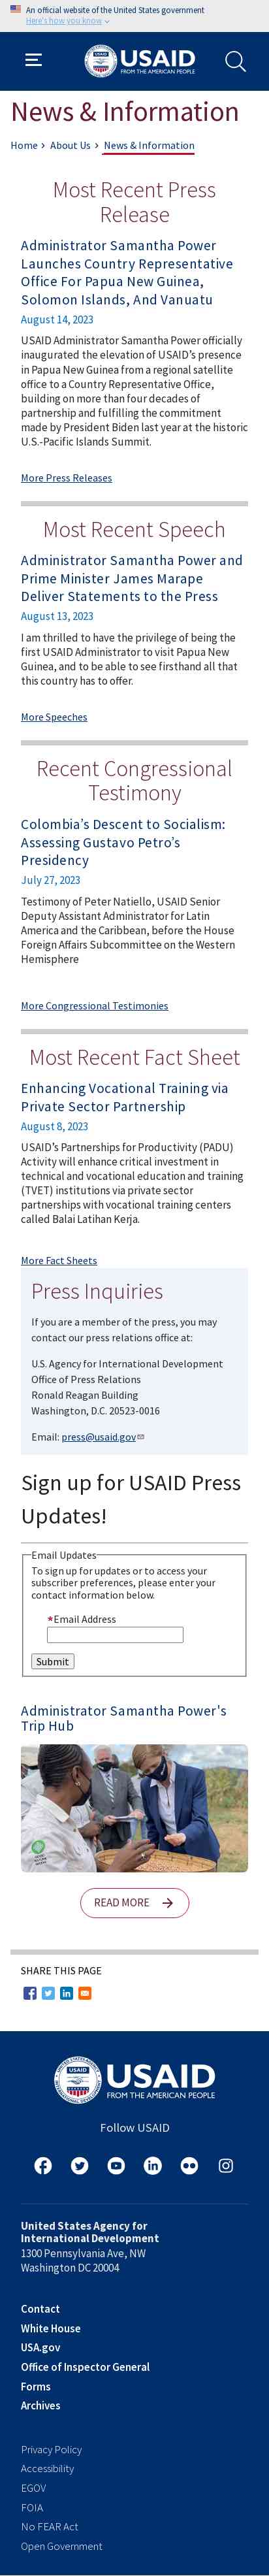 An official website of the United States government
Here's how you know
USAID
FROM THE AMERICAN PEOPLE
News & Information
Home › About Us › News & Information
Most Recent Press
Release
Administrator Samantha Power
Launches Country Representative
Office For Papua New Guinea,
Solomon Islands, And Vanuatu
August 14, 2023
USAID Administrator Samantha Power officially
inaugurated the elevation of USAID’s presence
in Papua New Guinea from a regional satellite
office to a Country Representative Office,
building on more than four decades of
partnership and fulfilling the commitment
made by President Biden last year at the historic
U.S.-Pacific Islands Summit.
More Press Releases
Most Recent Speech
Administrator Samantha Power and
Prime Minister James Marape
Deliver Statements to the Press
August 13, 2023
I am thrilled to have the privilege of being the
first USAID Administrator to visit Papua New
Guinea, and to be able to see firsthand all that
this country has to offer.
More Speeches
Recent Congressional
Testimony
Colombia’s Descent to Socialism:
Assessing Gustavo Petro’s
Presidency
July 27, 2023
Testimony of Peter Natiello, USAID Senior
Deputy Assistant Administrator for Latin
America and the Caribbean, before the House
Foreign Affairs Subcommittee on the Western
Hemisphere
More Congressional Testimonies
Most Recent Fact Sheet
Enhancing Vocational Training via
Private Sector Partnership
August 8, 2023
USAID’s Partnerships for Productivity (PADU)
Activity will enhance critical investment in
technical and vocational education and training
(TVET) institutions via private sector
partnerships with vocational training centers
called Balai Latihan Kerja.
More Fact Sheets
Press Inquiries
If you are a member of the press, you may
contact our press relations office at:
U.S. Agency for International Development
Office of Press Relations
Ronald Reagan Building
Washington, D.C. 20523-0016
Email: press@usaid.gov
Sign up for USAID Press
Updates!
Email Updates
To sign up for updates or to access your
subscriber preferences, please enter your
contact information below.
*Email Address
Submit
Administrator Samantha Power's
Trip Hub
READ MORE
SHARE THIS PAGE
USAID
FROM THE AMERICAN PEOPLE
Follow USAID
United States Agency for
International Development
1300 Pennsylvania Ave, NW
Washington DC 20004
Contact
White House
USA.gov
Office of Inspector General
Forms
Archives
Privacy Policy
Accessibility
EGOV
FOIA
No FEAR Act
Open Government